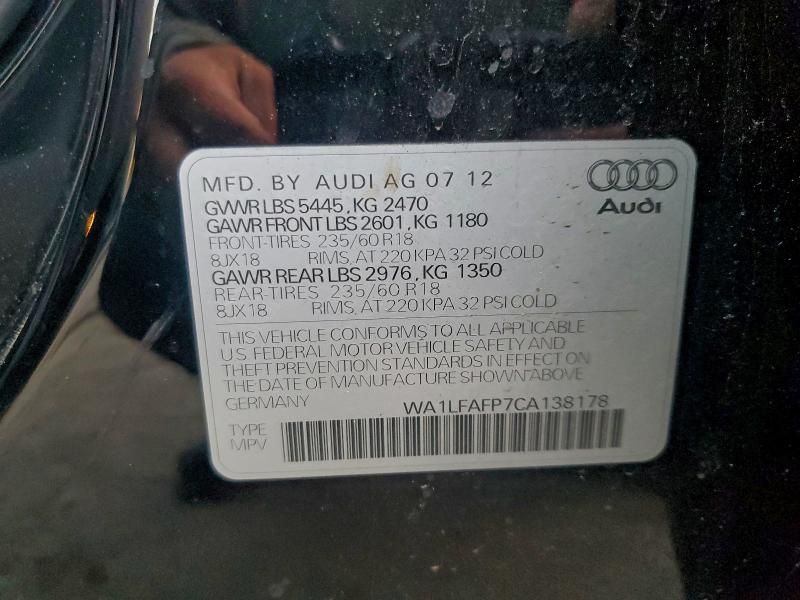 MFD. BY AUDI AG 07 12
GVWR LBS 5445, KG 2470
GAWR FRONT LBS 2601, KG 1180
FRONT-TIRES 235/60 R18
8JX18 RIMS, AT 220 KPA 32 PSI COLD
GAWR REAR LBS 2976, KG 1350
REAR-TIRES 235/60 R18
8JX18 RIMS, AT 220 KPA 32 PSI COLD
Audi
THIS VEHICLE CONFORMS TO ALL APPLICABLE
U.S. FEDERAL MOTOR VEHICLE SAFETY AND
THEFT PREVENTION STANDARDS IN EFFECT ON
THE DATE OF MANUFACTURE SHOWN ABOVE.
GERMANY WA1LFAFP7CA138178
TYPE
MPV